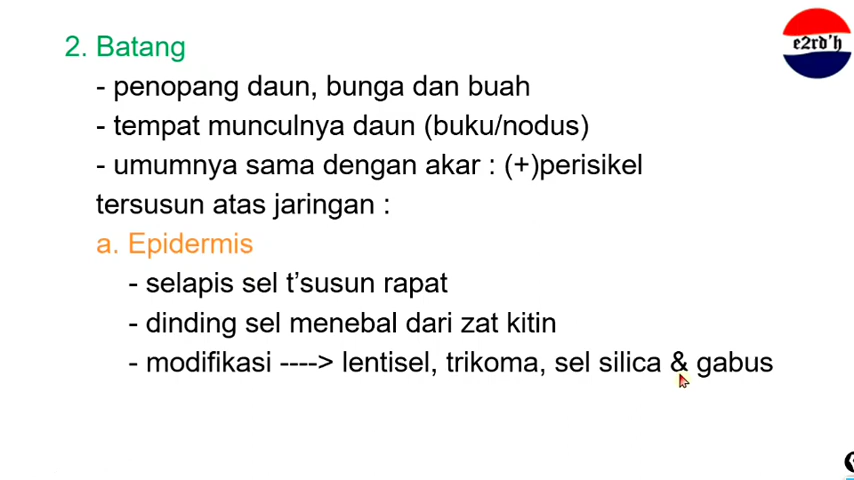 e2rd'h
2. Batang
- penopang daun, bunga dan buah
- tempat munculnya daun (buku/nodus)
- umumnya sama dengan akar : (+)perisikel
tersusun atas jaringan :
a. Epidermis
- selapis sel t’susun rapat
- dinding sel menebal dari zat kitin
- modifikasi ----> lentisel, trikoma, sel silica & gabus